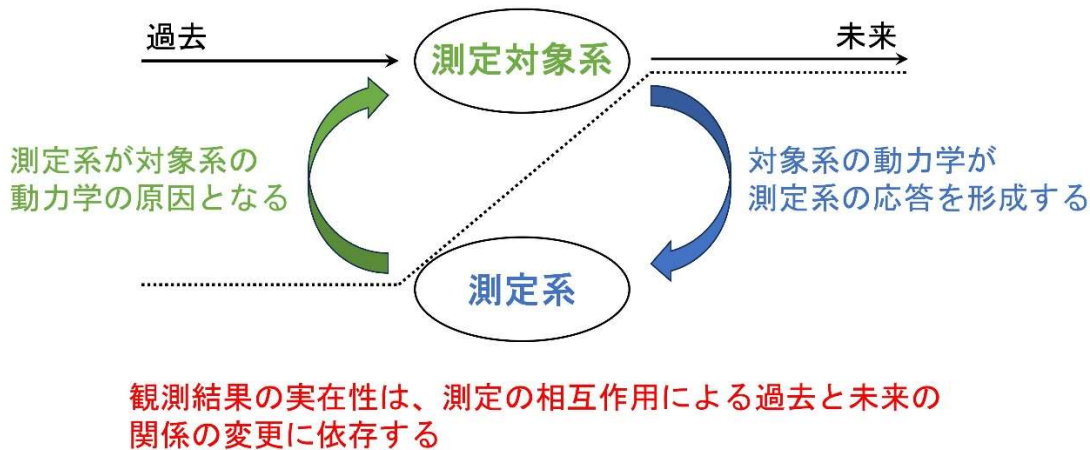 過去
測定対象系
未来
測定系が対象系の
動力学の原因となる
対象系の動力学が
測定系の応答を形成する
測定系
観測結果の実在性は、測定の相互作用による過去と未来の
関係の変更に依存する